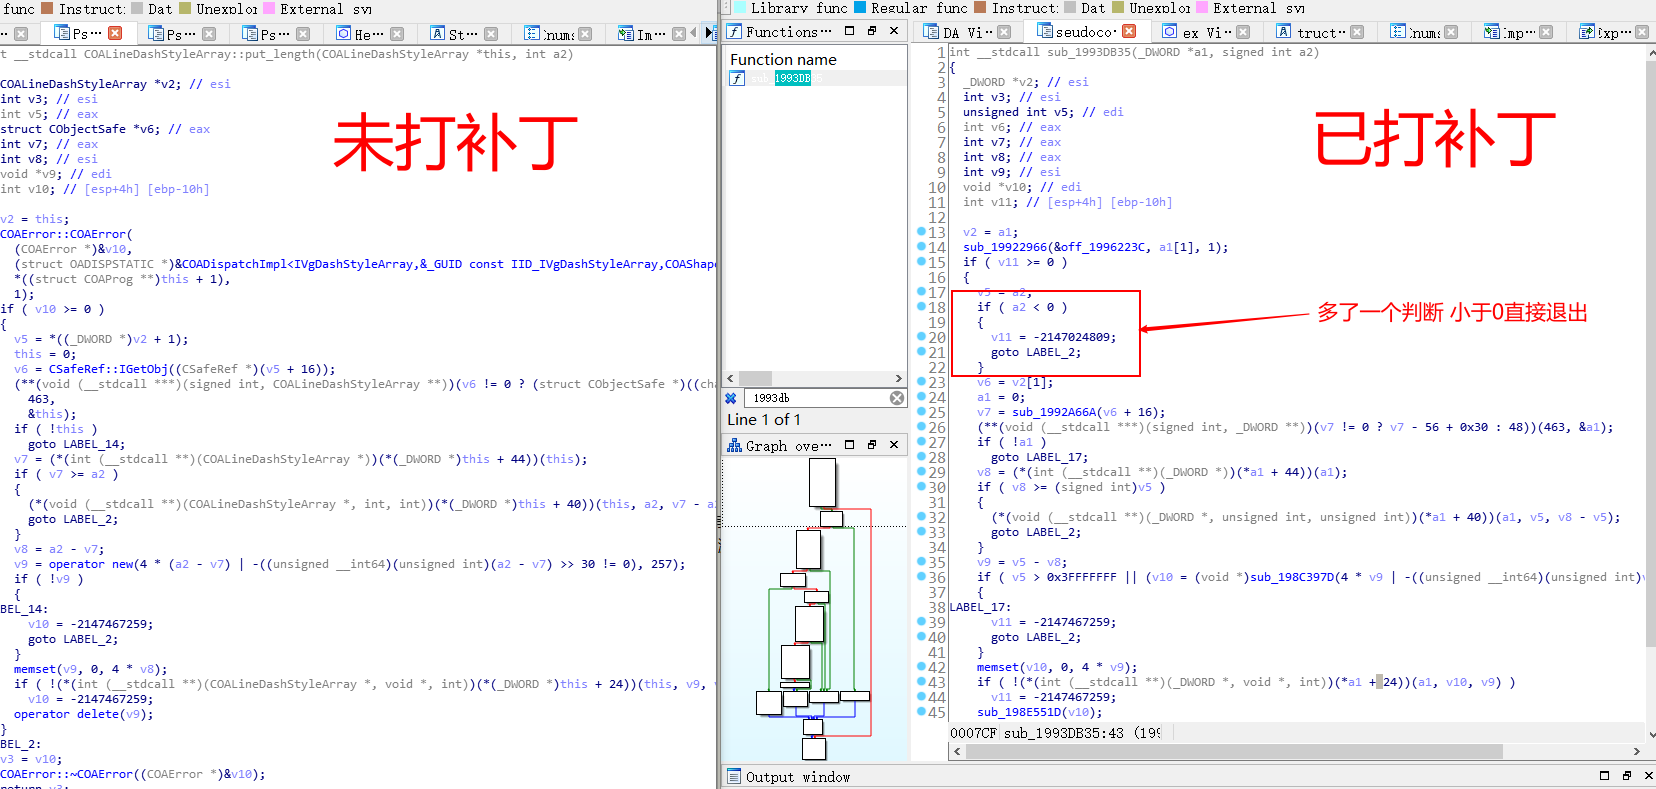 func Instruct: Dat Unexplo External sy
Ps··· Ps··· Ps··· He··· St··· :nums Im···
t __stdcall COALineDashStyleArray::put_length(COALineDashStyleArray *this, int a2)
COALineDashStyleArray *v2; // esi
int v3; // esi
int v5; // eax
struct CObjectSafe *v6; // eax
int v7; // eax
int v8; // esi
void *v9; // edi
int v10; // [esp+4h] [ebp-10h]
未打补丁
v2 = this;
COAError::COAError(
(COAError *)&v10,
(struct OADISPSTATIC *)&COADispatchImpl<IVgDashStyleArray,&_GUID const IID_IVgDashStyleArray,COAShap
*((struct COAProg **)this + 1),
1);
if ( v10 >= 0 )
{
v5 = *((_DWORD *)v2 + 1);
this = 0;
v6 = CSafeRef::IGetObj((CSafeRef *)(v5 + 16));
(**(void (__stdcall ***)(signed int, COALineDashStyleArray **))(v6 != 0 ? (struct CObjectSafe *)((cha
463,
&this);
if ( !this )
goto LABEL_14;
v7 = (*(int (__stdcall **)(COALineDashStyleArray *))(*(_DWORD *)this + 44))(this);
if ( v7 >= a2 )
{
(*(void (__stdcall **)(COALineDashStyleArray *, int, int))(*(_DWORD *)this + 40))(this, a2, v7 - a
goto LABEL_2;
}
v8 = a2 - v7;
v9 = operator new(4 * (a2 - v7) | -((unsigned __int64)(unsigned int)(a2 - v7) >> 30 != 0), 257);
if ( !v9 )
{
BEL_14:
v10 = -2147467259;
goto LABEL_2;
}
memset(v9, 0, 4 * v8);
if ( !(*(int (__stdcall **)(COALineDashStyleArray *, void *, int))(*(_DWORD *)this + 24))(this, v9,
v10 = -2147467259;
operator delete(v9);
}
BEL_2:
v3 = v10;
COAError::~COAError((COAError *)&v10);
return v3;
Library func Regular func Instruct: Dat Unexplo External sy
Functions···
Function name
sub_1993DB35
1993db
Line 1 of 1
Graph ove···
DA Vi··· seudoco· ex Vi··· truct··· :nums Imp··· Exp···
1 int __stdcall sub_1993DB35(_DWORD *a1, signed int a2)
2 {
3 _DWORD *v2; // esi
4 int v3; // esi
5 unsigned int v5; // edi
6 int v6; // eax
7 int v7; // eax
8 int v8; // eax
9 int v9; // esi
10 void *v10; // edi
11 int v11; // [esp+4h] [ebp-10h]
12
已打补丁
13 v2 = a1;
14 sub_19922966(&off_1996223C, a1[1], 1);
15 if ( v11 >= 0 )
16 {
17 v5 = a2;
18 if ( a2 < 0 )
19 {
20 v11 = -2147024809;
21 goto LABEL_2;
22 }
多了一个判断 小于0直接退出
23 v6 = v2[1];
24 a1 = 0;
25 v7 = sub_1992A66A(v6 + 16);
26 (**(void (__stdcall ***)(signed int, _DWORD **))(v7 != 0 ? v7 - 56 + 0x30 : 48))(463, &a1);
27 if ( !a1 )
28 goto LABEL_17;
29 v8 = (*(int (__stdcall **)(_DWORD *))(*a1 + 44))(a1);
30 if ( v8 >= (signed int)v5 )
31 {
32 (*(void (__stdcall **)(_DWORD *, unsigned int, unsigned int))(*a1 + 40))(a1, v5, v8 - v5);
33 goto LABEL_2;
34 }
35 v9 = v5 - v8;
36 if ( v5 > 0x3FFFFFFF || (v10 = (void *)sub_198C397D(4 * v9 | -((unsigned __int64)(unsigned int)
37 {
38 LABEL_17:
39 v11 = -2147467259;
40 goto LABEL_2;
41 }
42 memset(v10, 0, 4 * v9);
43 if ( !(*(int (__stdcall **)(_DWORD *, void *, int))(*a1 + 24))(a1, v10, v9) )
44 v11 = -2147467259;
45 sub_198E551D(v10);
0007CF sub_1993DB35:43 (199
Output window